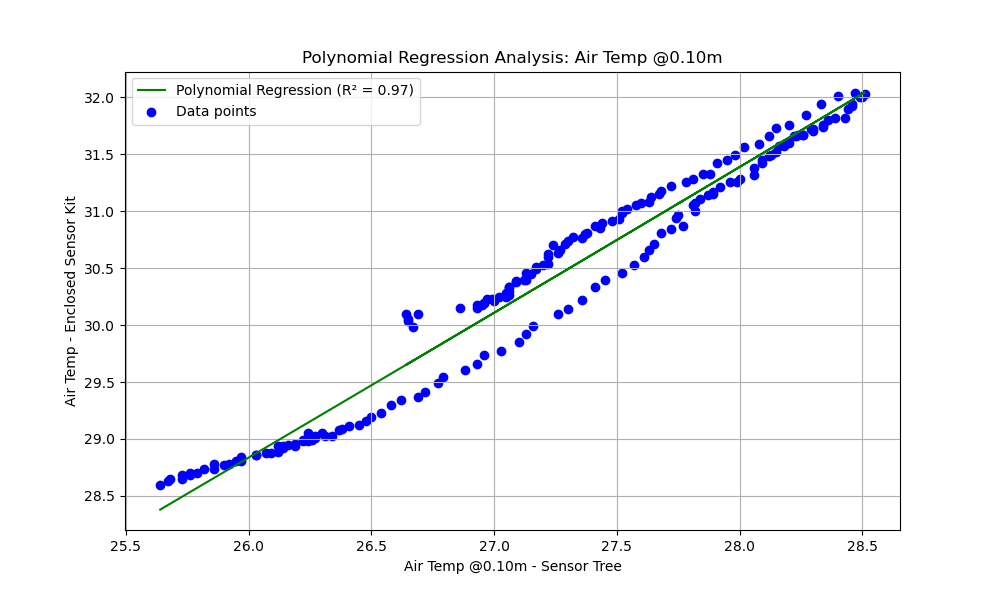 Polynomial Regression Analysis: Air Temp @0.10m
Polynomial Regression (R² = 0.97)
Data points
Air Temp - Enclosed Sensor Kit
32.0
31.5
31.0
30.5
30.0
29.5
29.0
28.5
25.5 26.0 26.5 27.0 27.5 28.0 28.5
Air Temp @0.10m - Sensor Tree